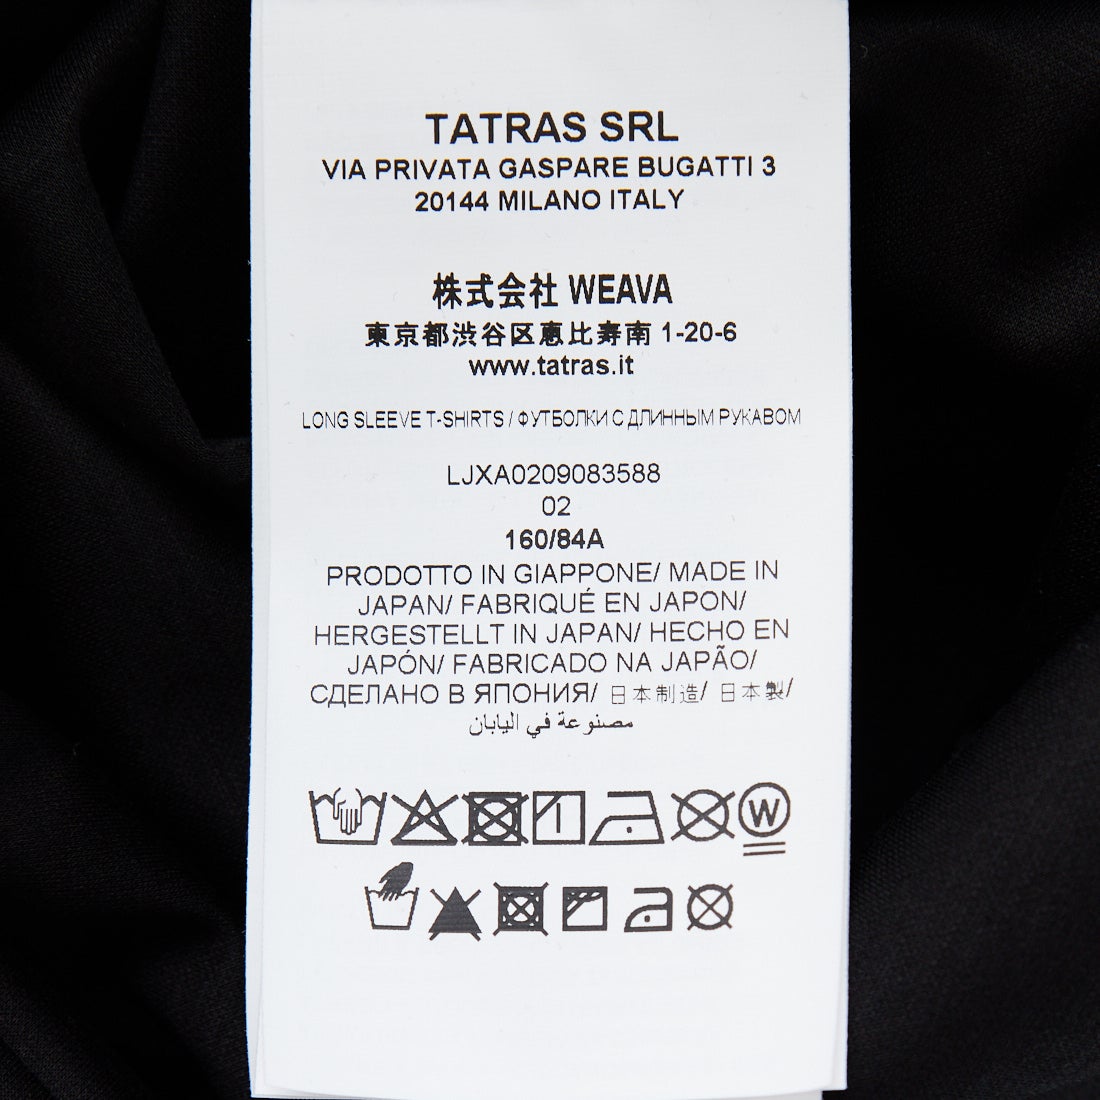 TATRAS SRL
VIA PRIVATA GASPARE BUGATTI 3
20144 MILANO ITALY
株式会社 WEAVA
東京都渋谷区恵比寿南 1-20-6
www.tatras.it
LONG SLEEVE T-SHIRTS / ФУТБОЛКИ С ДЛИННЫМ РУКАВОМ
LJXA0209083588
02
160/84A
PRODOTTO IN GIAPPONE/ MADE IN
JAPAN/ FABRIQUÉ EN JAPON/
HERGESTELLT IN JAPAN/ HECHO EN
JAPÓN/ FABRICADO NA JAPÃO/
СДЕЛАНО В ЯПОНИЯ/ 日本制造/ 日本製/
مصنوعة في اليابان
W